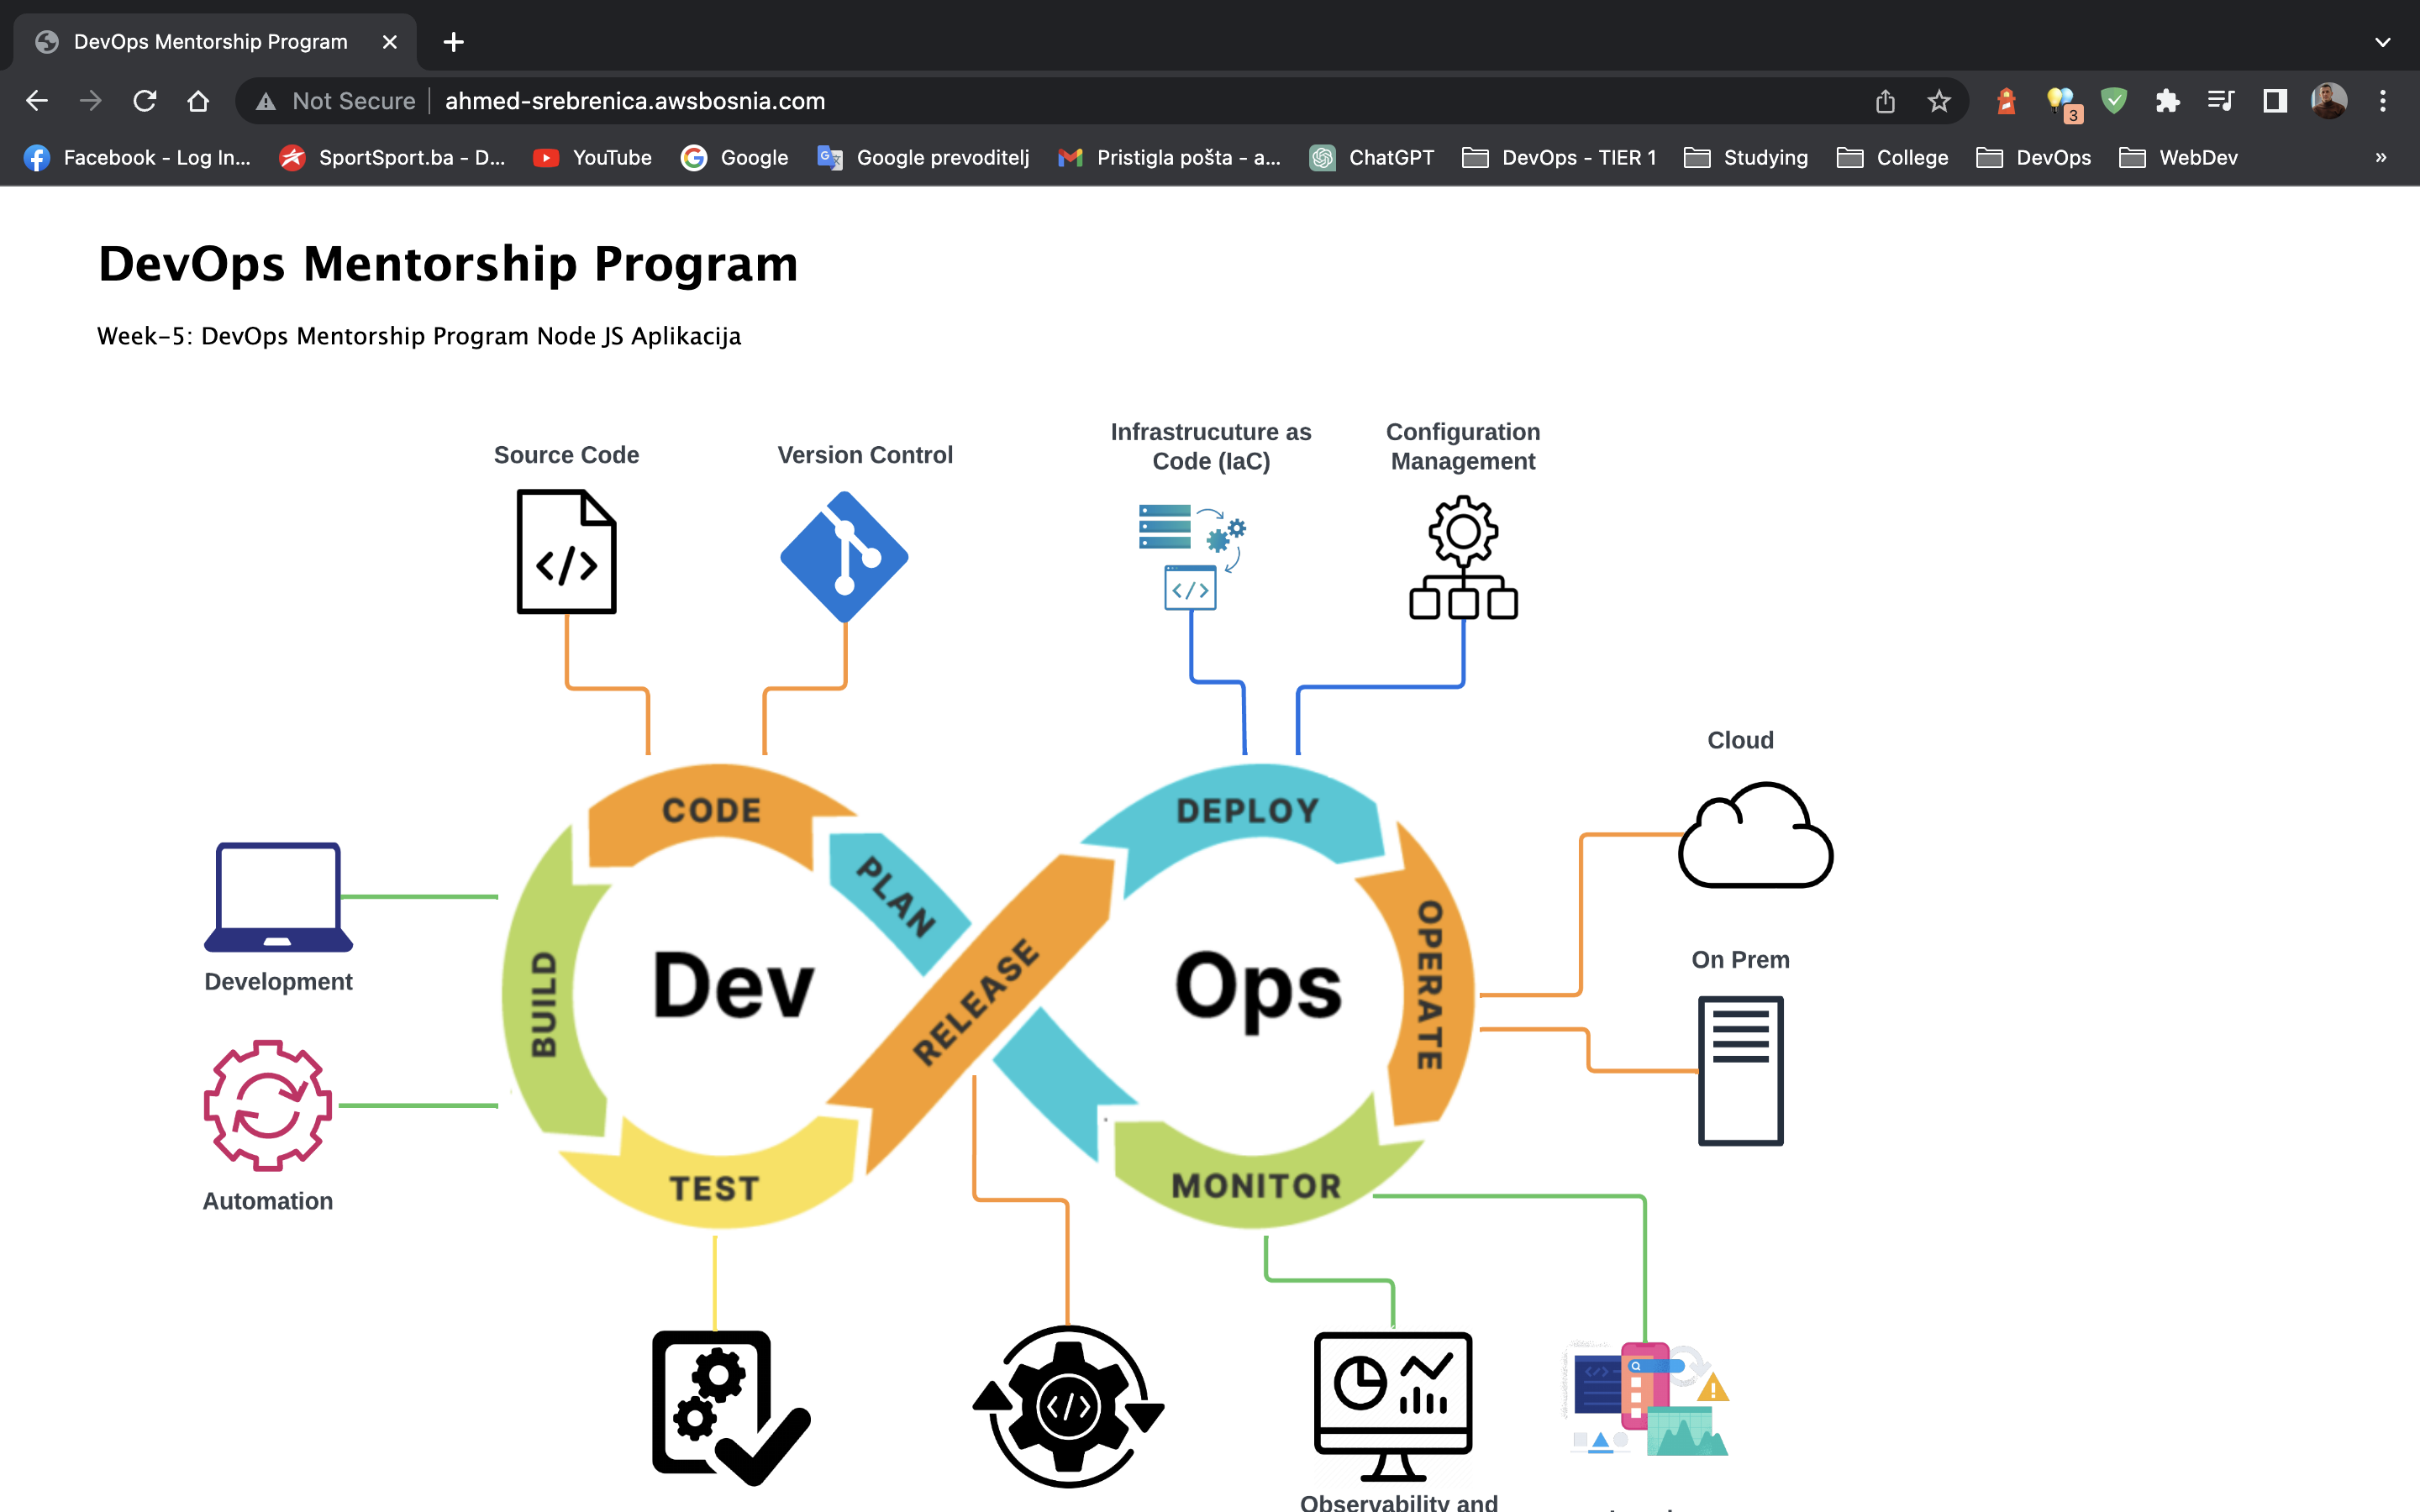 DevOps Mentorship Program
Not Secure
ahmed-srebrenica.awsbosnia.com
3
Facebook - Log In...
SportSport.ba - D...
YouTube
Google
Google prevoditelj
Pristigla pošta - a...
ChatGPT
DevOps - TIER 1
Studying
College
DevOps
WebDev
»
DevOps Mentorship Program
Week-5: DevOps Mentorship Program Node JS Aplikacija
Source Code
Version Control
Infrastrucuture as
Code (IaC)
Configuration
Management
</>
</>
Cloud
CODE
DEPLOY
PLAN
OPERATE
BUILD
Dev
RELEASE
Ops
On Prem
Development
Automation
TEST
MONITOR
</>
</>
Observability and